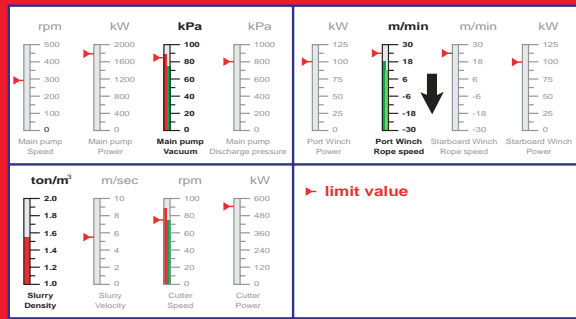 rpm kW kPa kPa kW m/min m/min kW
500 2000 100 1000 125 30 30 125
400 1600 80 800 100 18 18 100
300 1200 60 600 75 6 6 75
200 800 40 400 50 -6 -6 50
100 400 20 200 25 -18 -18 25
0 0 0 0 0 -30 -30 0
Main pump Main pump Main pump Main pump Port Winch Port Winch Starboard Winch Starboard Winch
Speed Power Vacuum Discharge pressure Power Rope speed Rope speed Power
ton/m³ m/sec rpm kW
2.0 10 100 600
1.8 8 80 480
1.6 6 60 360
1.4 4 40 240
1.2 2 20 120
1.0 0 0 0
Slurry Slurry Cutter Cutter
Density Velocity Speed Power
limit value